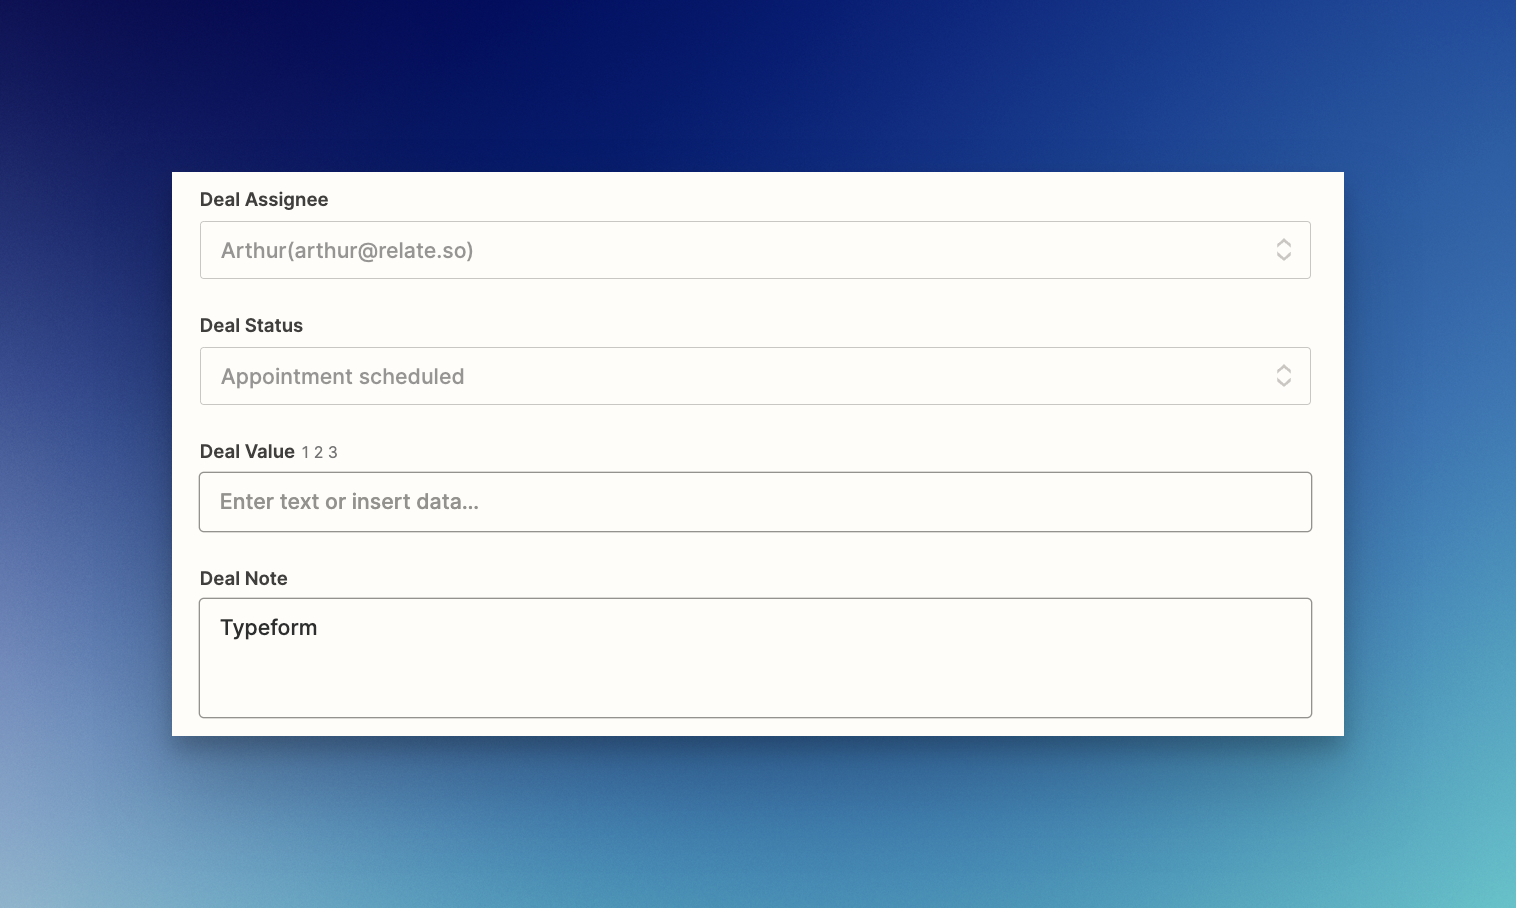 Deal Assignee
Arthur(arthur@relate.so)
Deal Status
Appointment scheduled
Deal Value 1 2 3
Enter text or insert data...
Deal Note
Typeform